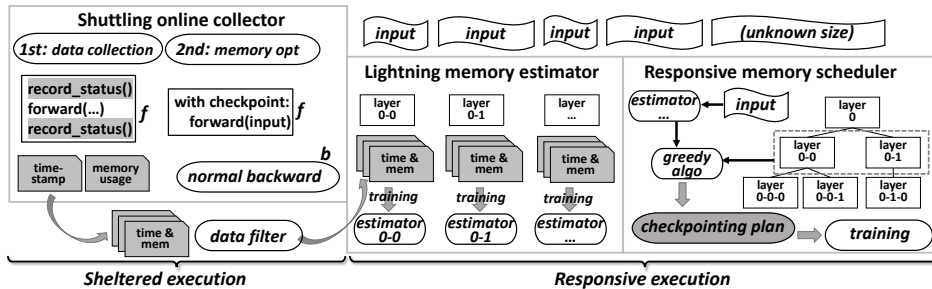 Shuttling online collector
1st: data collection
2nd: memory opt
record_status()
forward(...)
record_status()
f
with checkpoint:
forward(input)
f
time-
stamp
memory
usage
b
normal backward
time &
mem
data filter
Sheltered execution
input
input
input
input
(unknown size)
Lightning memory estimator
layer
0-0
layer
0-1
layer
...
time &
mem
time &
mem
time &
mem
training
training
training
estimator
0-0
estimator
0-1
estimator
...
Responsive memory scheduler
estimator
...
input
layer
0
greedy
algo
layer
0-0
layer
0-1
layer
0-0-0
layer
0-0-1
layer
0-1-0
checkpointing plan
training
Responsive execution